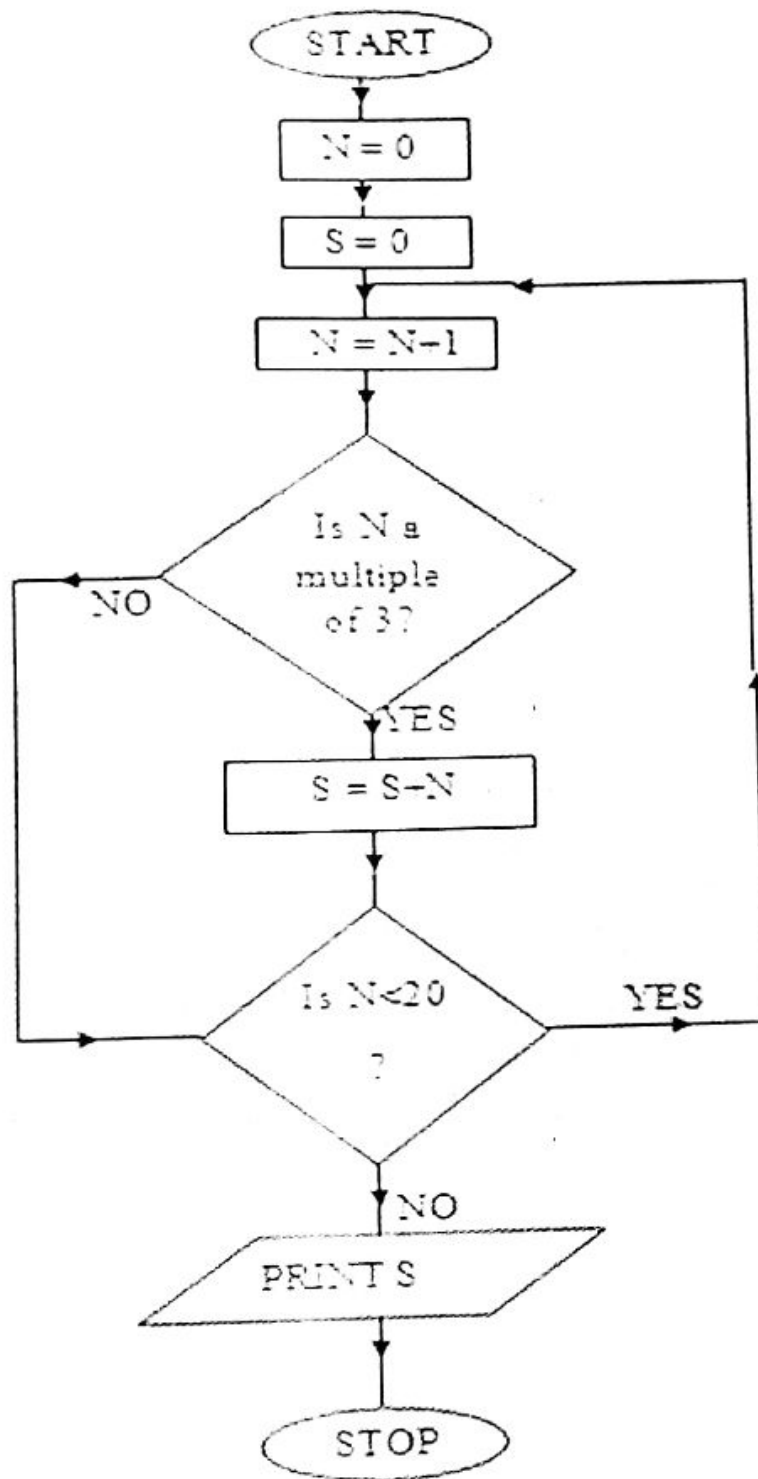 START
N = 0
S = 0
N = N+1
Is N a
multiple
of 3?
NO
YES
S = S+N
Is N<20
?
YES
NO
PRINT S
STOP